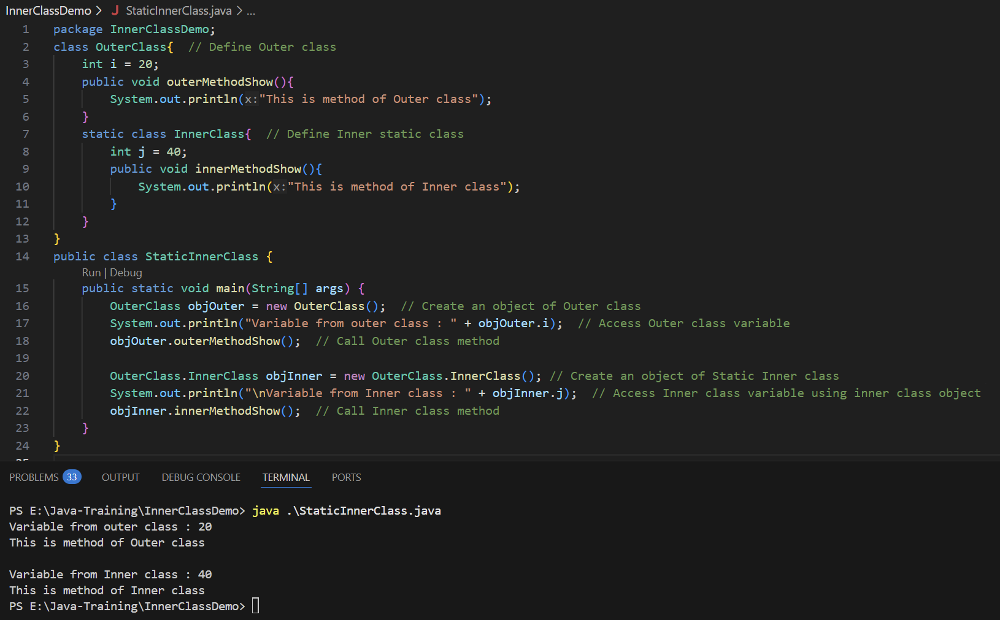 InnerClassDemo > J StaticInnerClass.java > ...
1 package InnerClassDemo;
2 class OuterClass{  // Define Outer class
3     int i = 20;
4     public void outerMethodShow(){
5         System.out.println(x:"This is method of Outer class");
6     }
7     static class InnerClass{  // Define Inner static class
8         int j = 40;
9         public void innerMethodShow(){
10             System.out.println(x:"This is method of Inner class");
11         }
12     }
13 }
14 public class StaticInnerClass {
Run | Debug
15     public static void main(String[] args) {
16         OuterClass objOuter = new OuterClass();  // Create an object of Outer class
17         System.out.println("Variable from outer class : " + objOuter.i);  // Access Outer class variable
18         objOuter.outerMethodShow();  // Call Outer class method
19
20         OuterClass.InnerClass objInner = new OuterClass.InnerClass(); // Create an object of Static Inner class
21         System.out.println("\nVariable from Inner class : " + objInner.j);  // Access Inner class variable using inner class object
22         objInner.innerMethodShow();  // Call Inner class method
23     }
24 }
PROBLEMS 33 OUTPUT DEBUG CONSOLE TERMINAL PORTS
PS E:\Java-Training\InnerClassDemo> java .\StaticInnerClass.java
Variable from outer class : 20
This is method of Outer class
Variable from Inner class : 40
This is method of Inner class
PS E:\Java-Training\InnerClassDemo>